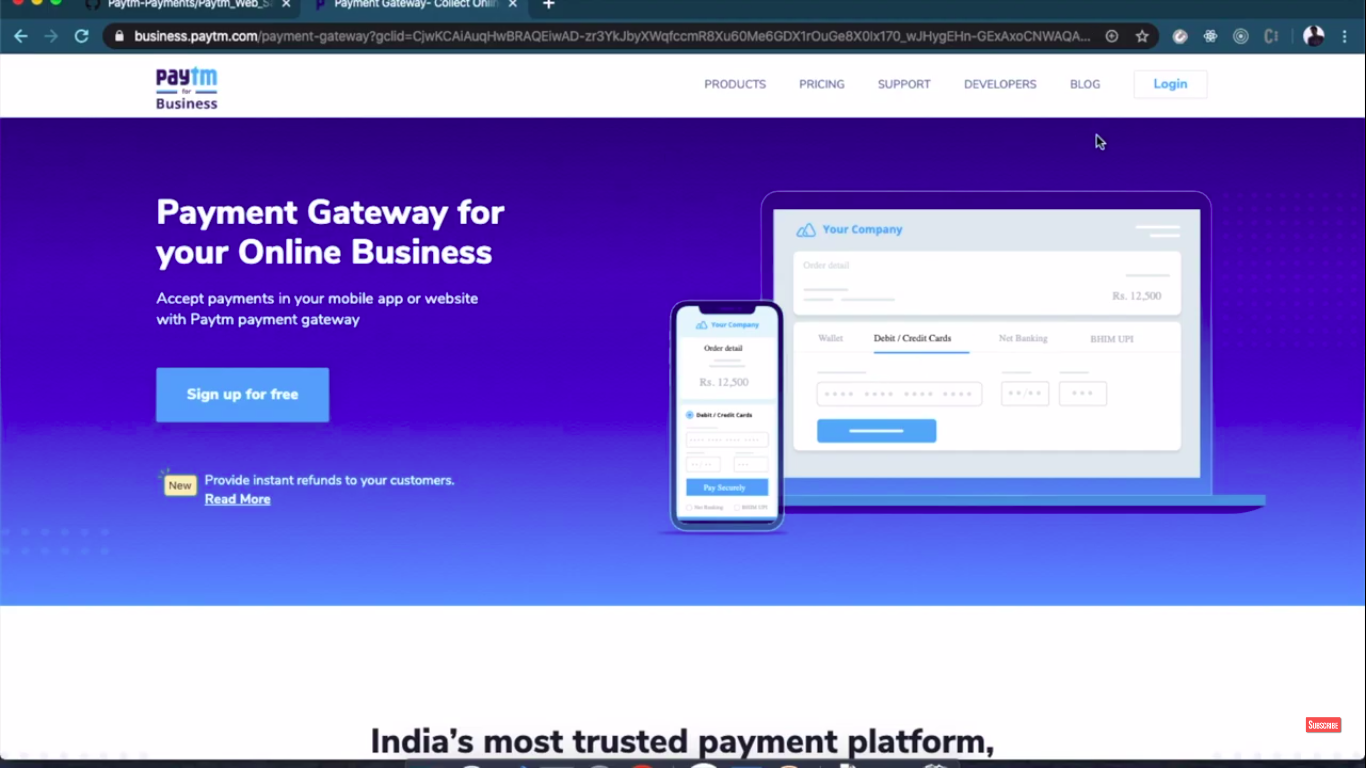 Paytm-Payments/Paytm_Web_S
Payment Gateway- Collect Onlin
business.paytm.com/payment-gateway?gclid=CjwKCAiAuqHwBRAQEiwAD-zr3YkJbyXWqfccmR8Xu60Me6GDX1rOuGe8X0lx170_wJHygEHn-GExAxoCNWAQA...
paytm
for
Business
PRODUCTS
PRICING
SUPPORT
DEVELOPERS
BLOG
Login
Payment Gateway for
your Online Business
Accept payments in your mobile app or website
with Paytm payment gateway
Sign up for free
New
Provide instant refunds to your customers.
Read More
Your Company
Order detail
Rs. 12,500
Wallet
Debit / Credit Cards
Net Banking
BHIM UPI
Your Company
Order detail
Rs. 12,500
Debit / Credit Cards
Pay Securely
Net Banking
BHIM UPI
India's most trusted payment platform,
SUBSCRIBE